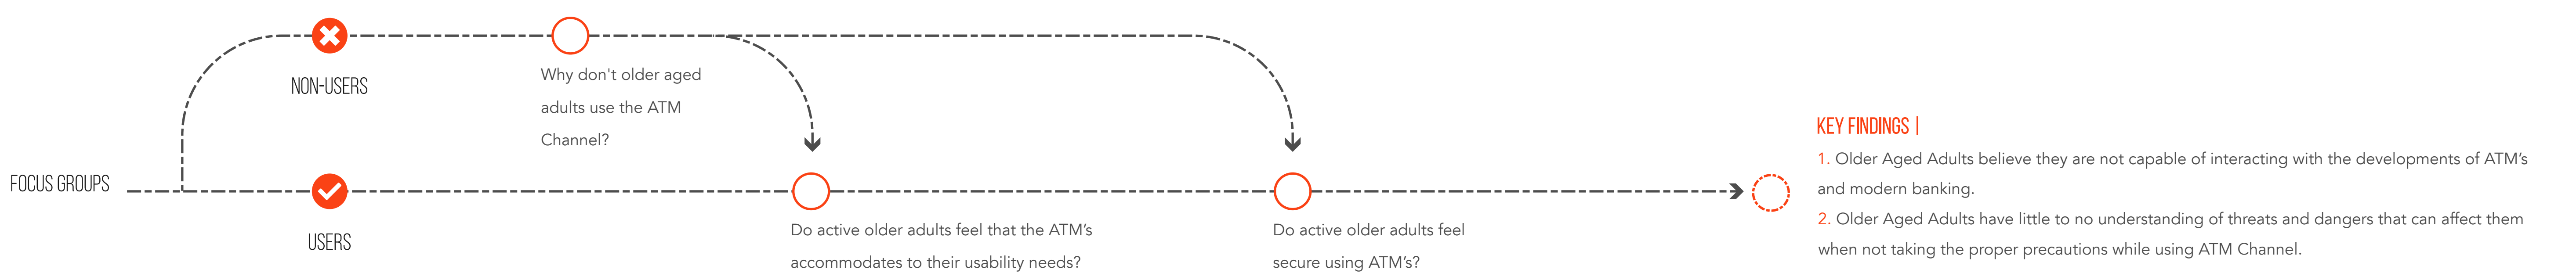 NON-USERS
Why don't older aged
adults use the ATM
Channel?
FOCUS GROUPS
USERS
Do active older adults feel that the ATM’s
accommodates to their usability needs?
Do active older adults feel
secure using ATM’s?
KEY FINDINGS |
1. Older Aged Adults believe they are not capable of interacting with the developments of ATM’s
and modern banking.
2. Older Aged Adults have little to no understanding of threats and dangers that can affect them
when not taking the proper precautions while using ATM Channel.